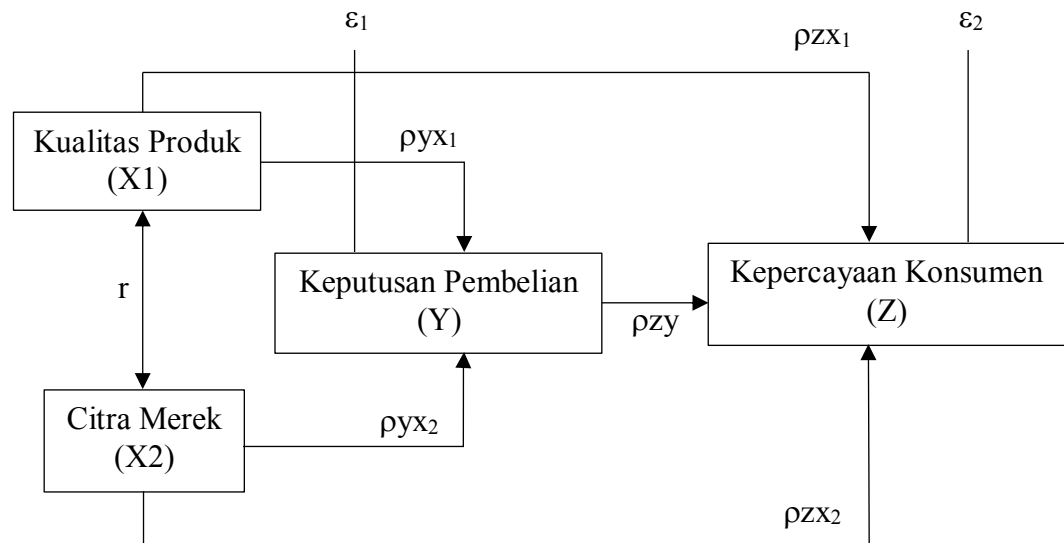 ε1
ε2
ρzx1
Kualitas Produk
(X1)
ρyx1
r
Keputusan Pembelian
(Y)
Kepercayaan Konsumen
(Z)
ρzy
Citra Merek
(X2)
ρyx2
ρzx2